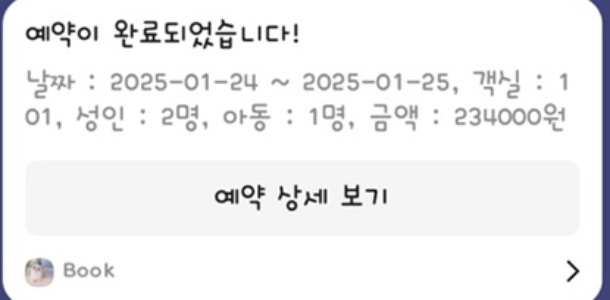 예약이 완료되었습니다!
날짜 : 2025-01-24 ~ 2025-01-25, 객실 : 1
01, 성인 : 2명, 아동 : 1명, 금액 : 234000원
예약 상세 보기
Book